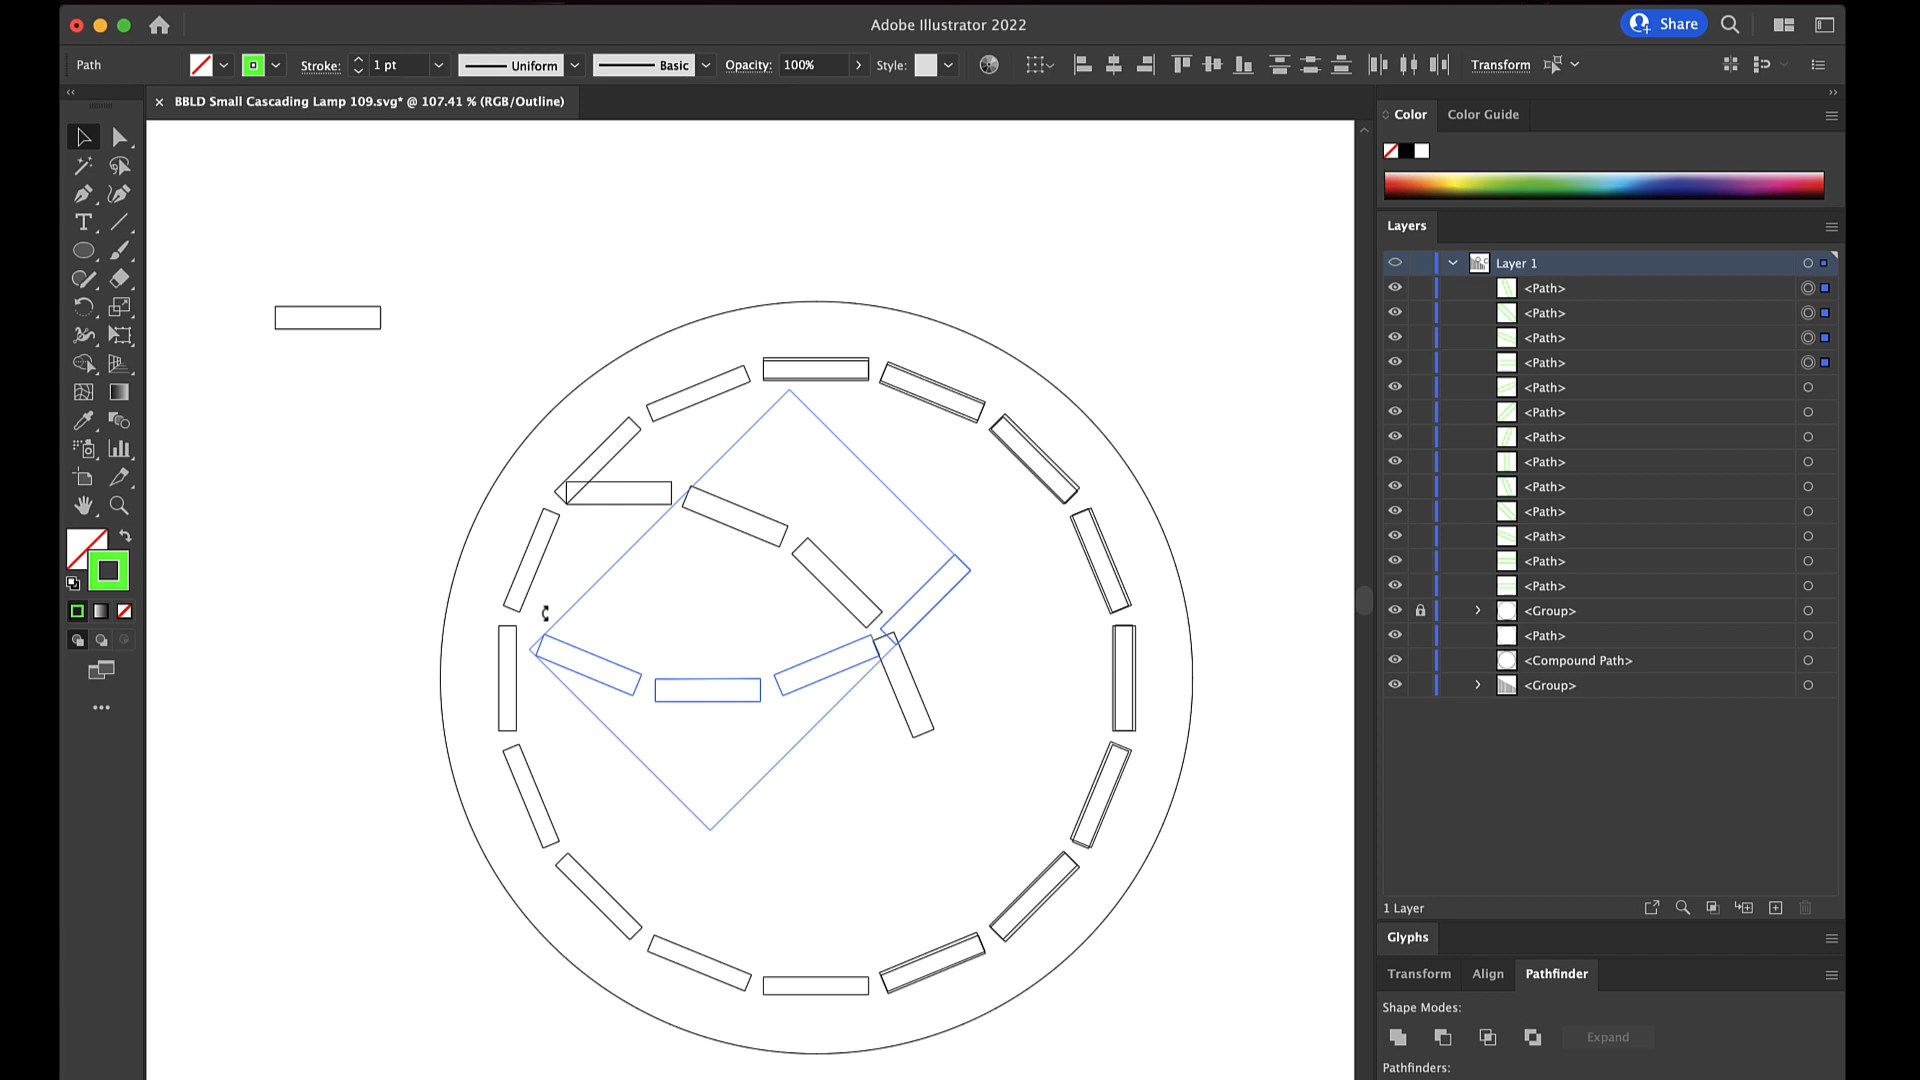 Adobe Illustrator 2022
Share
Path
Stroke:
1 pt
Uniform
Basic
Opacity:
100%
Style:
Transform
BBLD Small Cascading Lamp 109.svg* @ 107.41 % (RGB/Outline)
Color
Color Guide
Layers
Layer 1
<Path>
<Path>
<Path>
<Path>
<Path>
<Path>
<Path>
<Path>
<Path>
<Path>
<Path>
<Path>
<Path>
<Group>
<Path>
<Compound Path>
<Group>
1 Layer
Glyphs
Transform
Align
Pathfinder
Shape Modes:
Expand
Pathfinders: